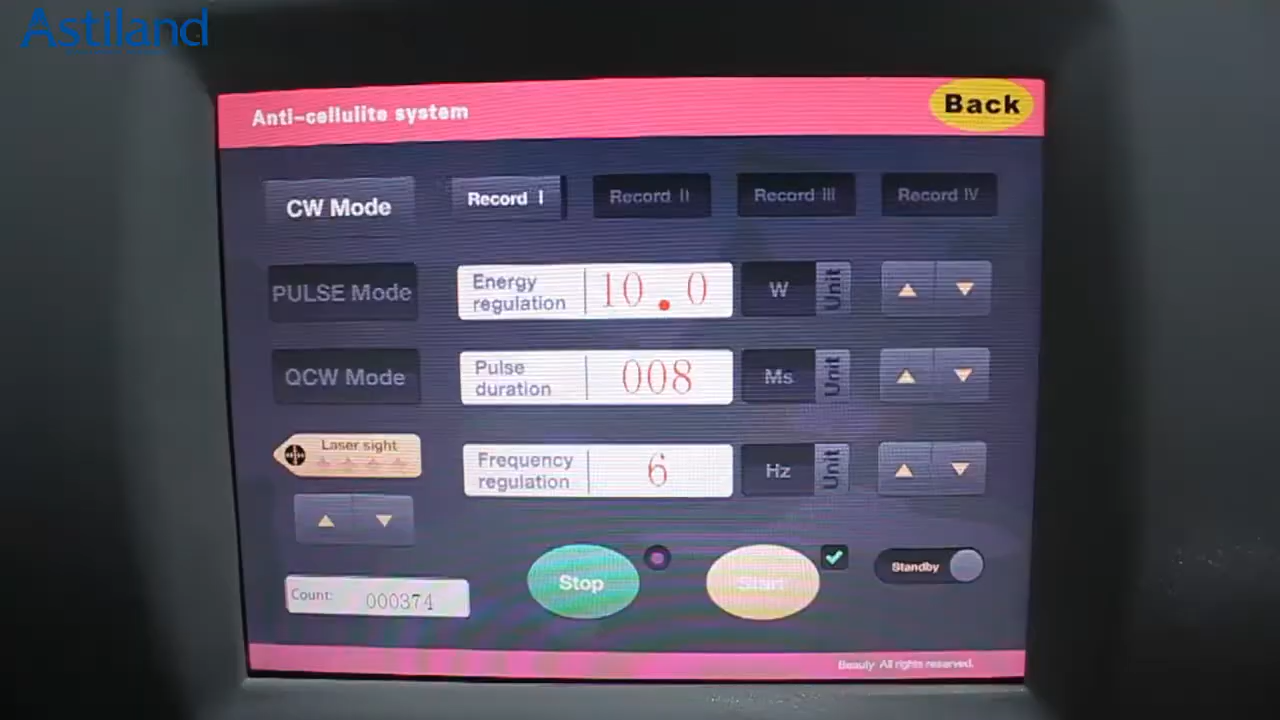 Astiland
Anti-cellulite system
Back
CW Mode
Record I
Record II
Record III
Record IV
PULSE Mode
Energy
regulation
10.0
W
Unit
QCW Mode
Pulse
duration
008
Ms
Unit
Laser sight
Frequency
regulation
6
Hz
Unit
Stop
Start
Standby
Count:
000374
Beauty. All rights reserved.